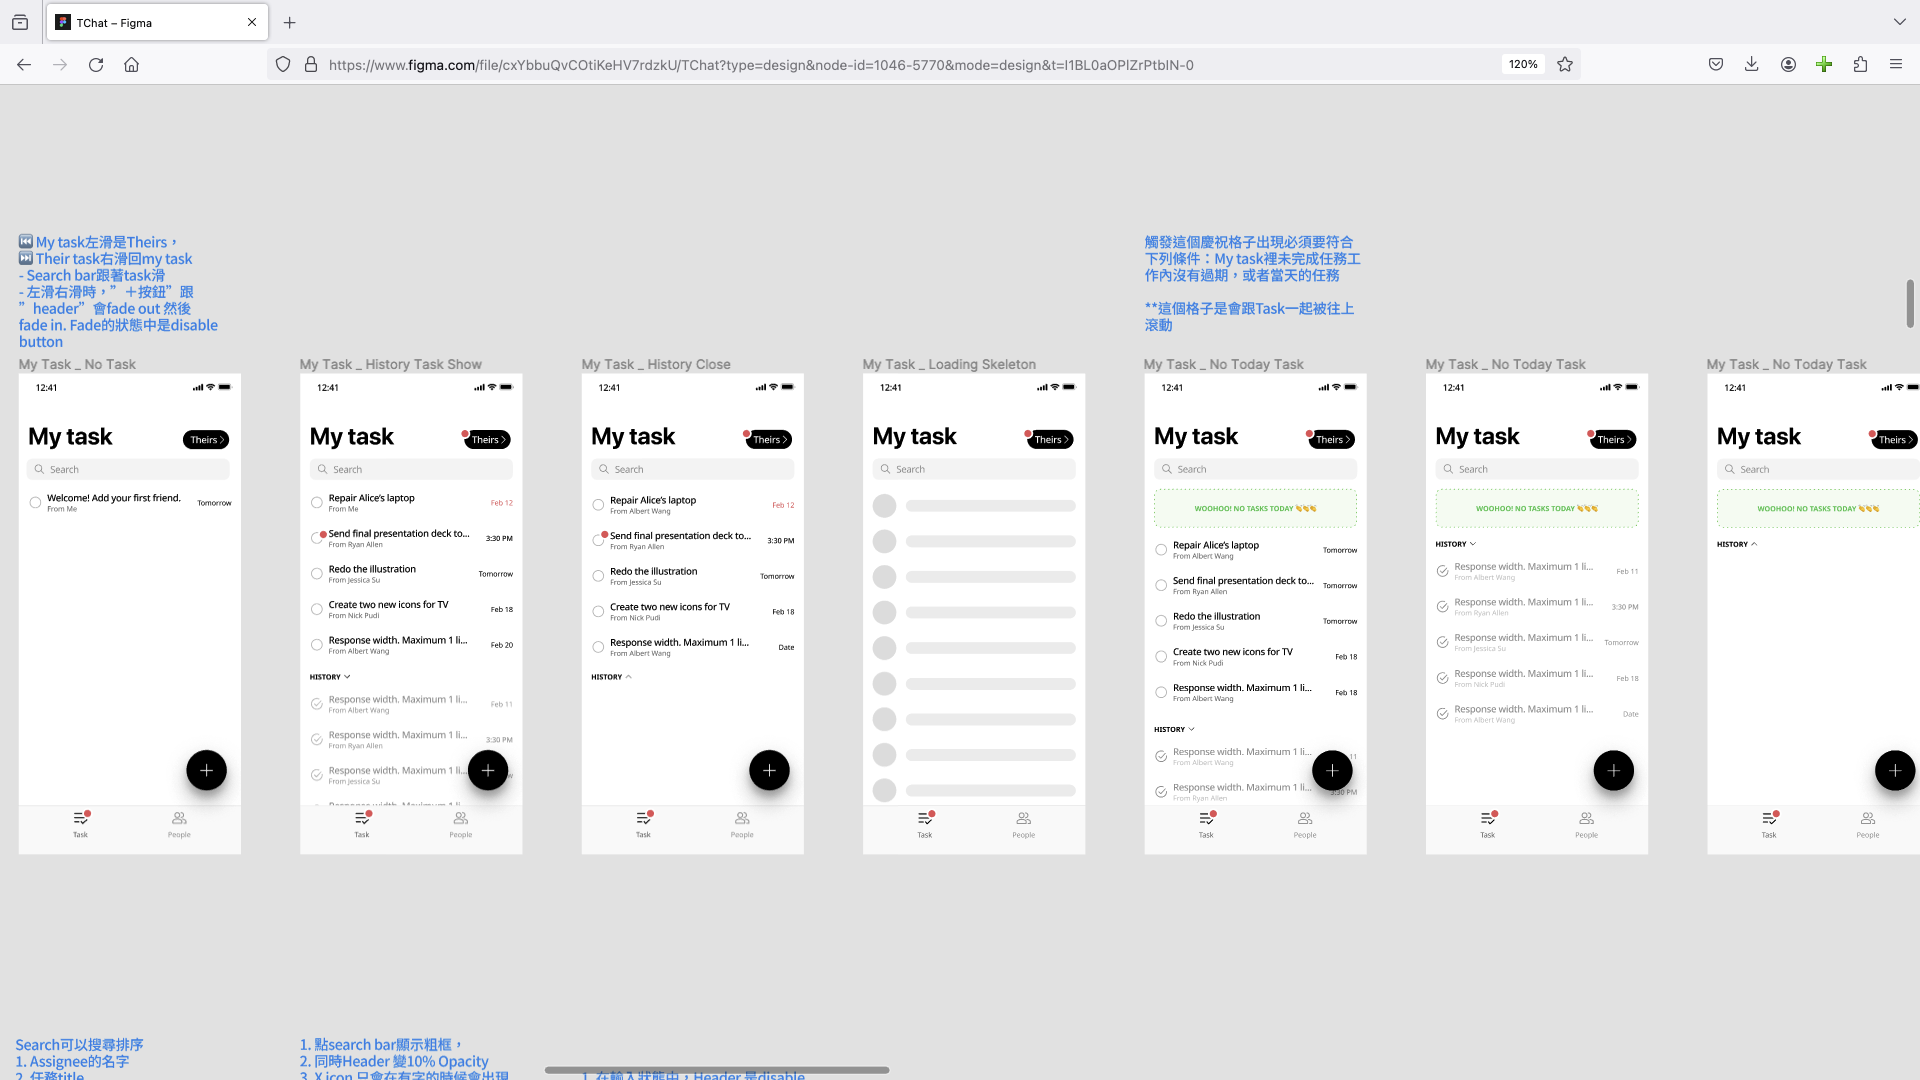 TChat – Figma
https://www.figma.com/file/cxYbbuQvCOtiKeHV7rdzkU/TChat?type=design&node-id=1046-5770&mode=design&t=I1BL0aOPIZrPtbIN-0
120%
⏮️ My task左滑是Theirs，
⏭️ Their task右滑回my task
- Search bar跟著task滑
- 左滑右滑時，”＋按鈕”跟
”header”會fade out 然後
fade in. Fade的狀態中是disable
button
觸發這個慶祝格子出現必須要符合
下列條件：My task裡未完成任務工
作內沒有過期，或者當天的任務
**這個格子是會跟Task一起被往上
滾動
My Task _ No Task
12:41
My task
Theirs
Search
Welcome! Add your first friend.
From Me
Tomorrow
Task
People
My Task _ History Task Show
12:41
My task
Theirs
Search
Repair Alice’s laptop
From Me
Feb 12
Send final presentation deck to...
From Ryan Allen
3:30 PM
Redo the illustration
From Jessica Su
Tomorrow
Create two new icons for TV
From Nick Pudi
Feb 18
Response width. Maximum 1 li...
From Albert Wang
Feb 20
HISTORY
Response width. Maximum 1 li...
From Albert Wang
Feb 11
Response width. Maximum 1 li...
From Ryan Allen
3:30 PM
Response width. Maximum 1 li...
From Jessica Su
Task
People
My Task _ History Close
12:41
My task
Theirs
Search
Repair Alice’s laptop
From Albert Wang
Feb 12
Send final presentation deck to...
From Ryan Allen
3:30 PM
Redo the illustration
From Jessica Su
Tomorrow
Create two new icons for TV
From Nick Pudi
Feb 18
Response width. Maximum 1 li...
From Albert Wang
Date
HISTORY
Task
People
My Task _ Loading Skeleton
12:41
My task
Theirs
Search
Task
People
My Task _ No Today Task
12:41
My task
Theirs
Search
WOOHOO! NO TASKS TODAY 👏👏👏
Repair Alice’s laptop
From Albert Wang
Tomorrow
Send final presentation deck to...
From Ryan Allen
Tomorrow
Redo the illustration
From Jessica Su
Tomorrow
Create two new icons for TV
From Nick Pudi
Feb 18
Response width. Maximum 1 li...
From Albert Wang
Feb 18
HISTORY
Response width. Maximum 1 li...
From Albert Wang
11
Response width. Maximum 1 li...
From Ryan Allen
3:30 PM
Task
People
My Task _ No Today Task
12:41
My task
Theirs
Search
WOOHOO! NO TASKS TODAY 👏👏👏
HISTORY
Response width. Maximum 1 li...
From Albert Wang
Feb 11
Response width. Maximum 1 li...
From Ryan Allen
3:30 PM
Response width. Maximum 1 li...
From Jessica Su
Tomorrow
Response width. Maximum 1 li...
From Nick Pudi
Feb 18
Response width. Maximum 1 li...
From Albert Wang
Date
Task
People
My Task _ No Today Task
12:41
My task
Theirs
Search
WOOHOO! NO TASKS TODAY 👏👏👏
HISTORY
Task
People
Search可以搜尋排序
1. Assignee的名字
2. 任務title
1. 點search bar顯示粗框，
2. 同時Header 變10% Opacity
3. X icon 只會在有字的時候會出現
1. 在輸入狀態中，Header 是disable